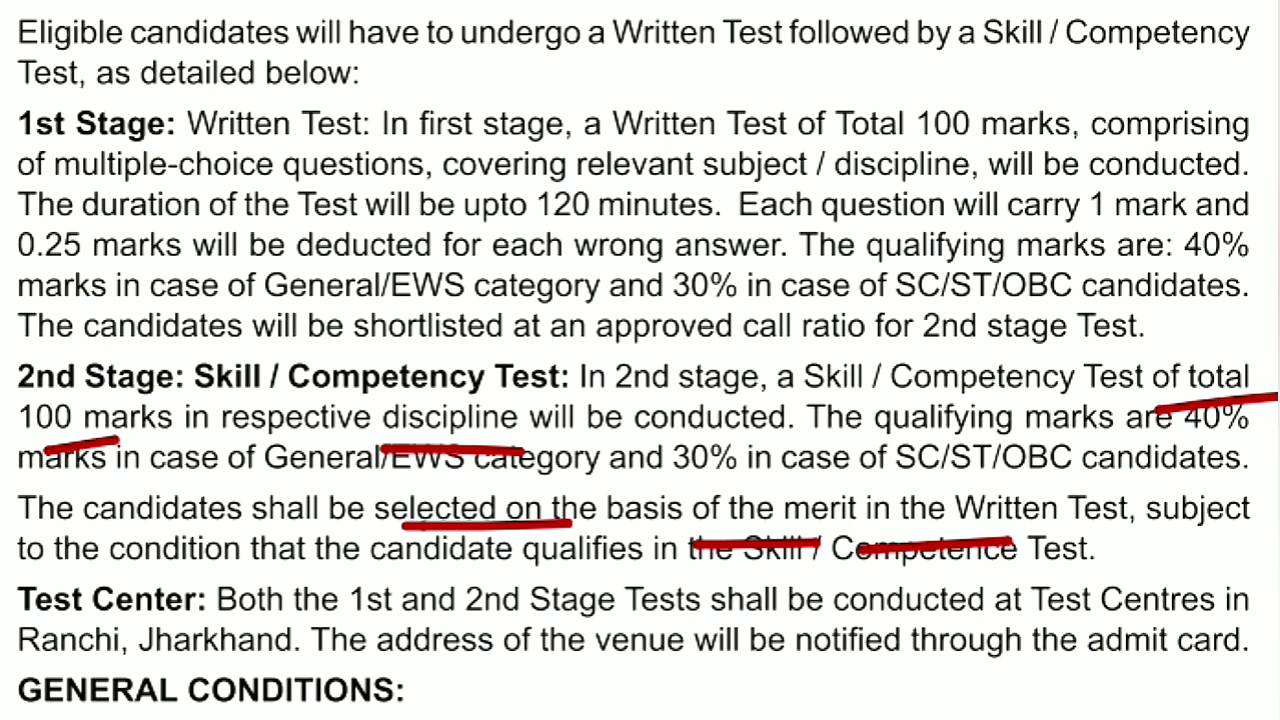 Eligible candidates will have to undergo a Written Test followed by a Skill / Competency
Test, as detailed below:
1st Stage: Written Test: In first stage, a Written Test of Total 100 marks, comprising
of multiple-choice questions, covering relevant subject / discipline, will be conducted.
The duration of the Test will be upto 120 minutes. Each question will carry 1 mark and
0.25 marks will be deducted for each wrong answer. The qualifying marks are: 40%
marks in case of General/EWS category and 30% in case of SC/ST/OBC candidates.
The candidates will be shortlisted at an approved call ratio for 2nd stage Test.
2nd Stage: Skill / Competency Test: In 2nd stage, a Skill / Competency Test of total
100 marks in respective discipline will be conducted. The qualifying marks are 40%
marks in case of General/EWS category and 30% in case of SC/ST/OBC candidates.
The candidates shall be selected on the basis of the merit in the Written Test, subject
to the condition that the candidate qualifies in the Skill / Competence Test.
Test Center: Both the 1st and 2nd Stage Tests shall be conducted at Test Centres in
Ranchi, Jharkhand. The address of the venue will be notified through the admit card.
GENERAL CONDITIONS: